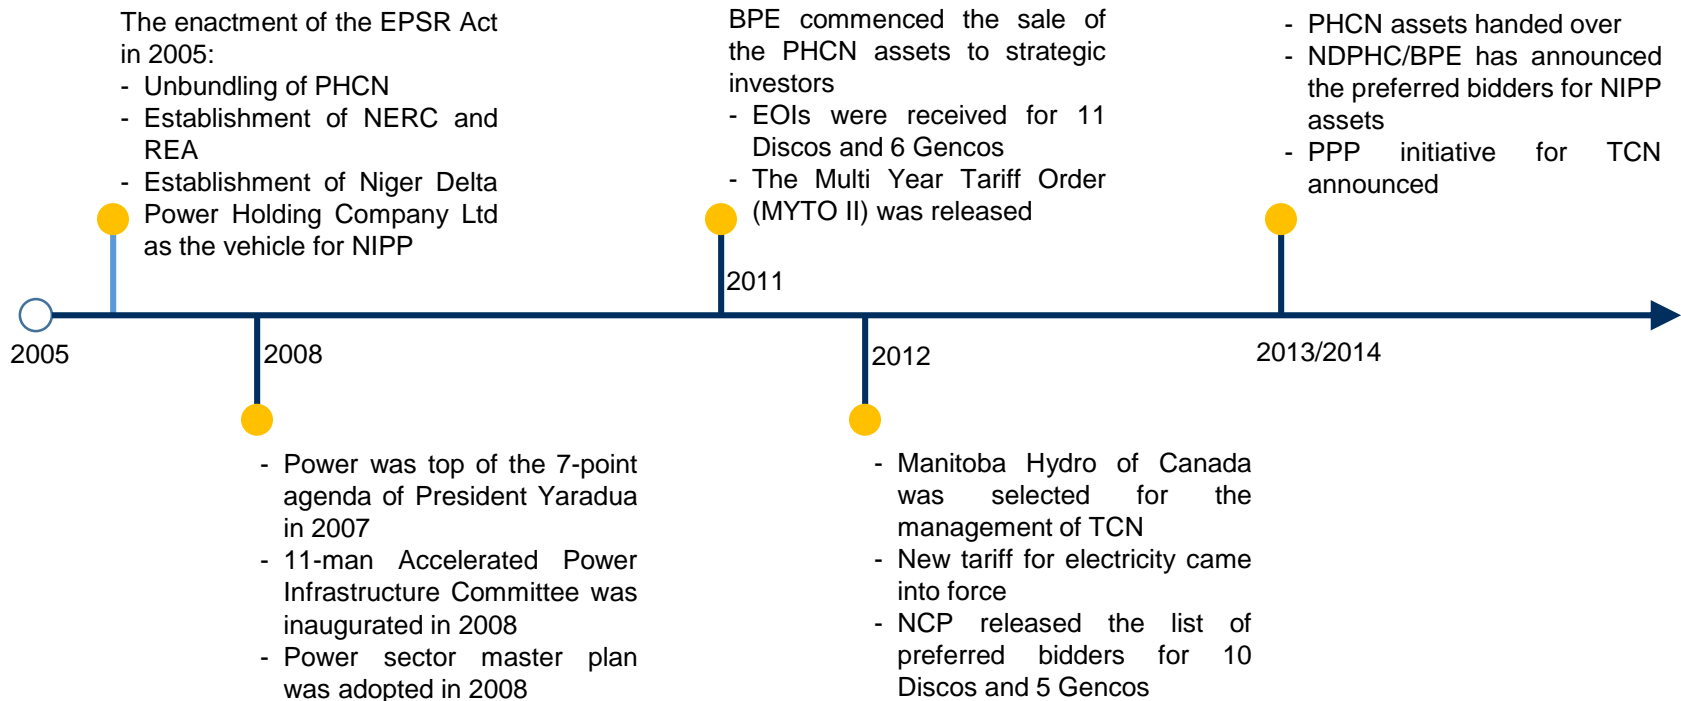 The enactment of the EPSR Act
in 2005:
- Unbundling of PHCN
- Establishment of NERC and
REA
- Establishment of Niger Delta
Power Holding Company Ltd
as the vehicle for NIPP
BPE commenced the sale of
the PHCN assets to strategic
investors
- EOIs were received for 11
Discos and 6 Gencos
- The Multi Year Tariff Order
(MYTO II) was released
- PHCN assets handed over
- NDPHC/BPE has announced
the preferred bidders for NIPP
assets
- PPP initiative for TCN
announced
2011
2005
2008
2012
2013/2014
- Power was top of the 7-point
agenda of President Yaradua
in 2007
- 11-man Accelerated Power
Infrastructure Committee was
inaugurated in 2008
- Power sector master plan
was adopted in 2008
- Manitoba Hydro of Canada
was selected for the
management of TCN
- New tariff for electricity came
into force
- NCP released the list of
preferred bidders for 10
Discos and 5 Gencos